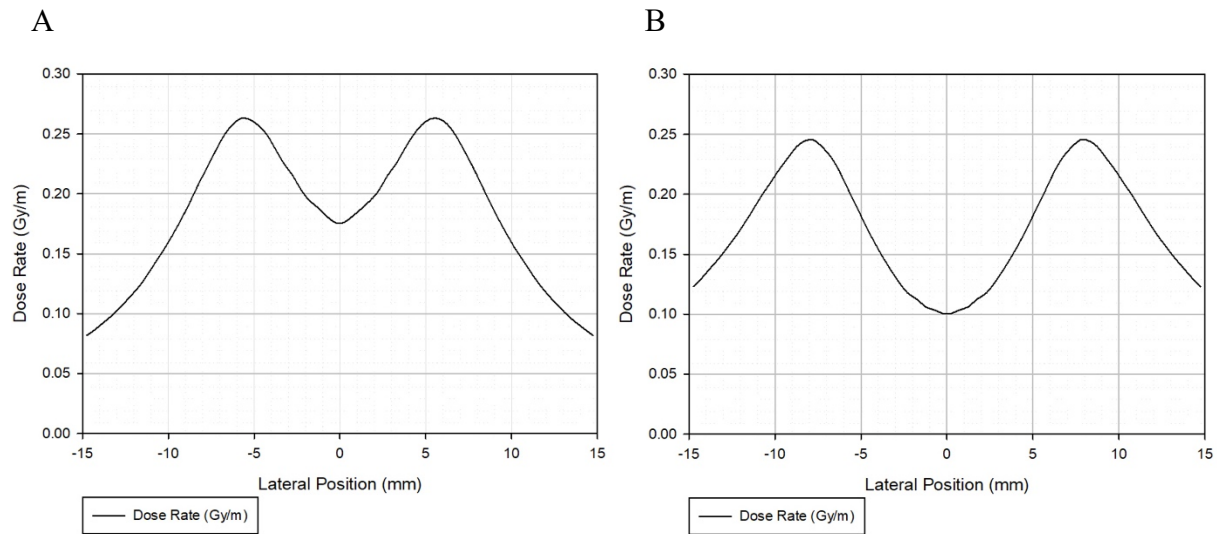 A
B
0.30
0.25
0.20
0.15
0.10
0.05
0.00
Dose Rate (Gy/m)
-15 -10 -5 0 5 10 15
Lateral Position (mm)
Dose Rate (Gy/m)
0.30
0.25
0.20
0.15
0.10
0.05
0.00
Dose Rate (Gy/m)
-15 -10 -5 0 5 10 15
Lateral Position (mm)
Dose Rate (Gy/m)